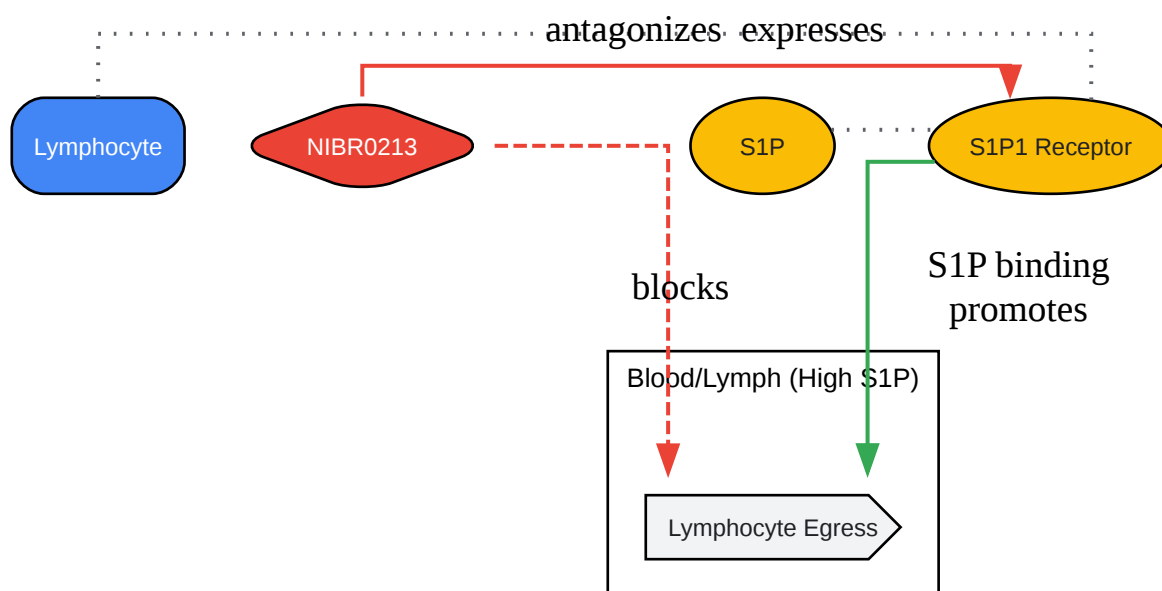 antagonizes expresses
Lymphocyte
NIBR0213
S1P
S1P1 Receptor
S1P binding
promotes
blocks
Blood/Lymph (High S1P)
Lymphocyte Egress